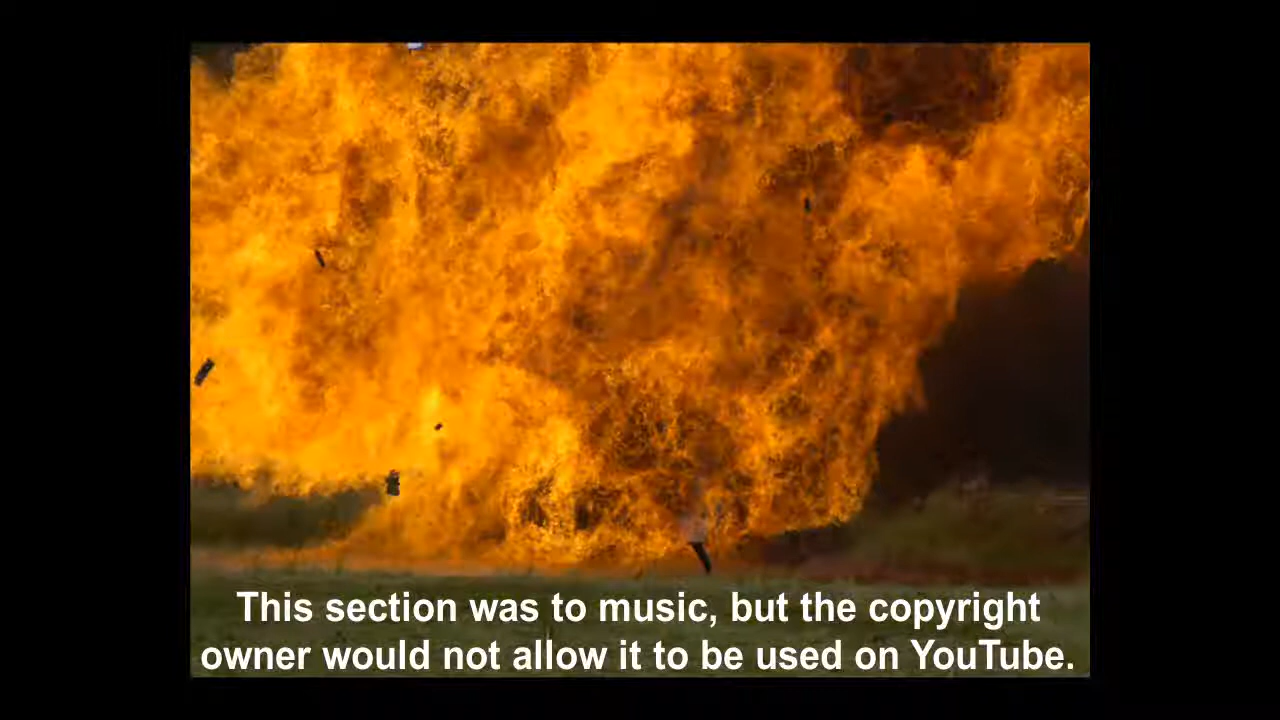 This section was to music, but the copyright
owner would not allow it to be used on YouTube.